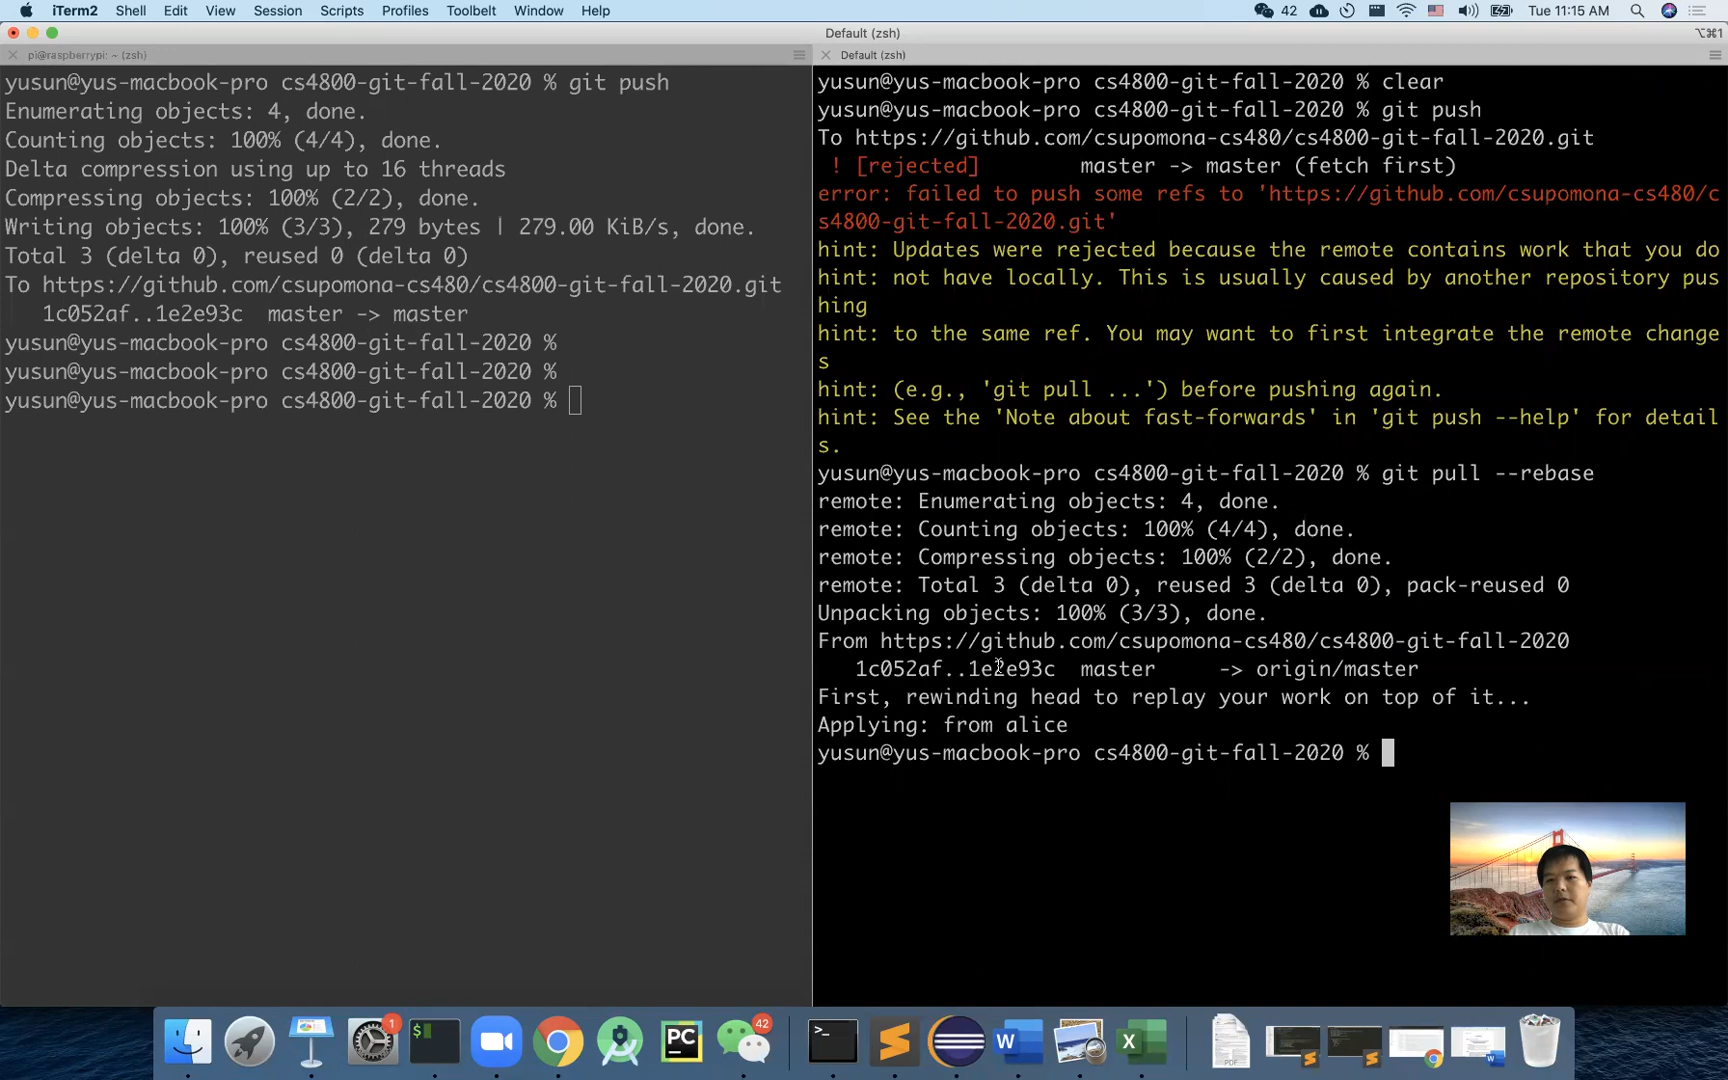 iTerm2 Shell Edit View Session Scripts Profiles Toolbelt Window Help 42 Tue 11:15 AM
Default (zsh) ⌥⌘1
pi@raspberrypi: ~ (zsh)
yusun@yus-macbook-pro cs4800-git-fall-2020 % git push
Enumerating objects: 4, done.
Counting objects: 100% (4/4), done.
Delta compression using up to 16 threads
Compressing objects: 100% (2/2), done.
Writing objects: 100% (3/3), 279 bytes | 279.00 KiB/s, done.
Total 3 (delta 0), reused 0 (delta 0)
To https://github.com/csupomona-cs480/cs4800-git-fall-2020.git
1c052af..1e2e93c master -> master
yusun@yus-macbook-pro cs4800-git-fall-2020 %
yusun@yus-macbook-pro cs4800-git-fall-2020 %
yusun@yus-macbook-pro cs4800-git-fall-2020 %
Default (zsh)
yusun@yus-macbook-pro cs4800-git-fall-2020 % clear
yusun@yus-macbook-pro cs4800-git-fall-2020 % git push
To https://github.com/csupomona-cs480/cs4800-git-fall-2020.git
! [rejected] master -> master (fetch first)
error: failed to push some refs to 'https://github.com/csupomona-cs480/c
s4800-git-fall-2020.git'
hint: Updates were rejected because the remote contains work that you do
hint: not have locally. This is usually caused by another repository pus
hing
hint: to the same ref. You may want to first integrate the remote change
s
hint: (e.g., 'git pull ...') before pushing again.
hint: See the 'Note about fast-forwards' in 'git push --help' for detail
s.
yusun@yus-macbook-pro cs4800-git-fall-2020 % git pull --rebase
remote: Enumerating objects: 4, done.
remote: Counting objects: 100% (4/4), done.
remote: Compressing objects: 100% (2/2), done.
remote: Total 3 (delta 0), reused 3 (delta 0), pack-reused 0
Unpacking objects: 100% (3/3), done.
From https://github.com/csupomona-cs480/cs4800-git-fall-2020
1c052af..1e2e93c master -> origin/master
First, rewinding head to replay your work on top of it...
Applying: from alice
yusun@yus-macbook-pro cs4800-git-fall-2020 %
1
$
PC
42
>_
W
X
PDF